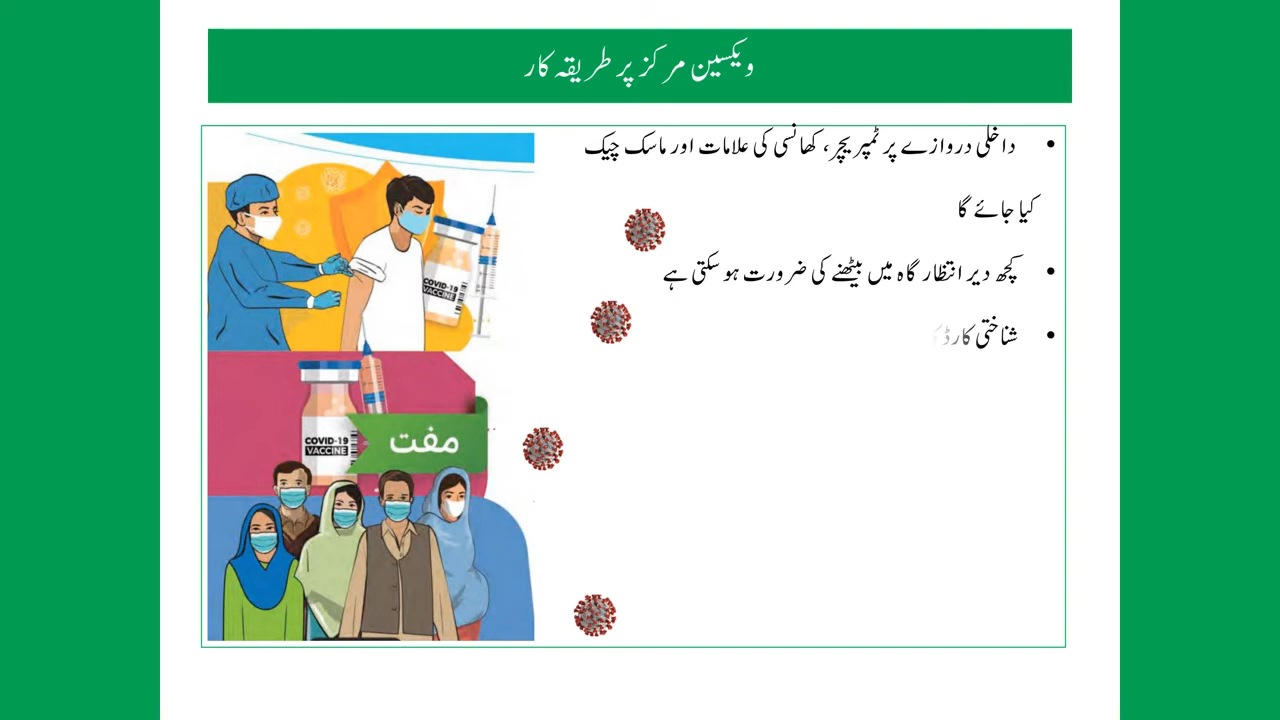 ویکسین مرکز پر طریقہ کار
• داخلی دروازے پر ٹمپریچر، کھانسی کی علامات اور ماسک چیک
کیا جائے گا
• کچھ دیر انتظار گاہ میں بیٹھنے کی ضرورت ہو سکتی ہے
• شناختی کارڈ
COVID-19
VACCINE
COVID-19
VACCINE
مفت